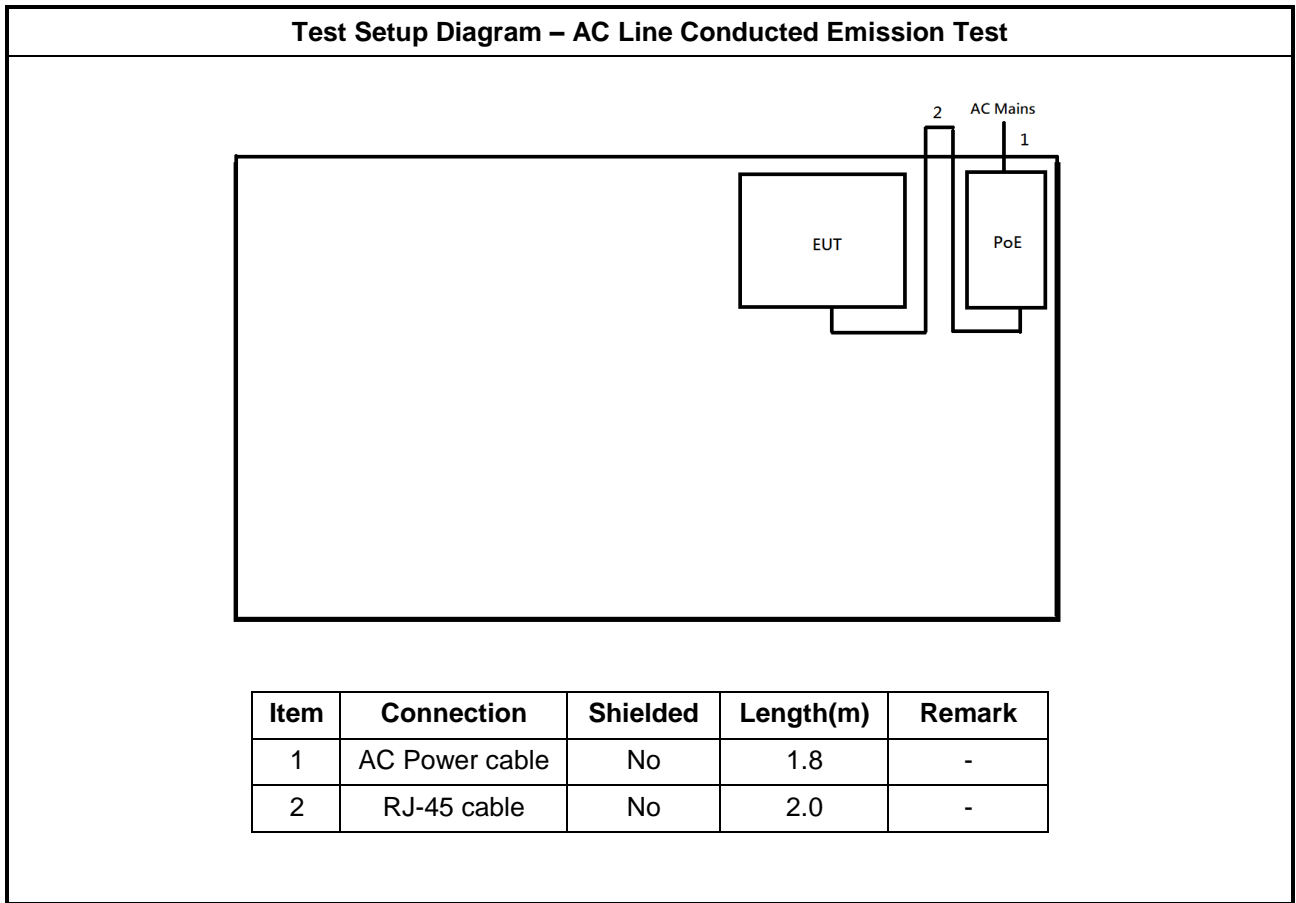 Test Setup Diagram – AC Line Conducted Emission Test
2 AC Mains
1
EUT PoE
Item Connection Shielded Length(m) Remark
1 AC Power cable No 1.8 -
2 RJ-45 cable No 2.0 -